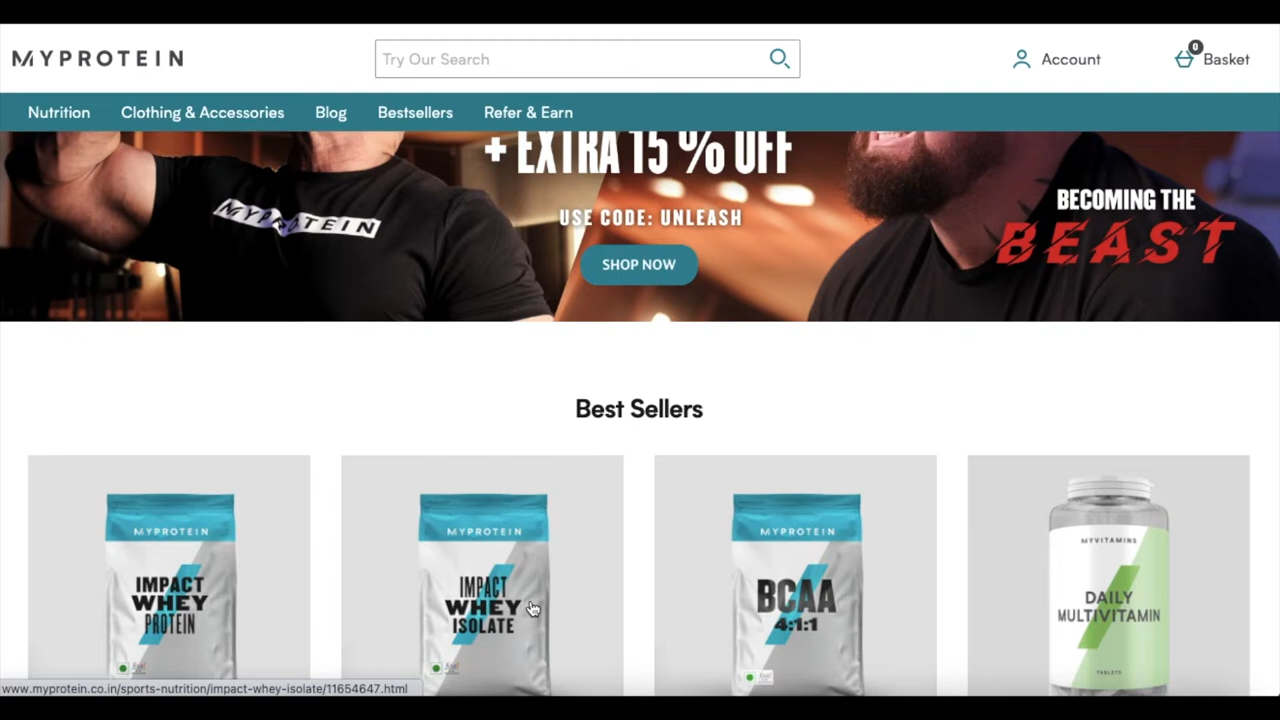 MYPROTEIN
Try Our Search
Account
0
Basket
Nutrition
Clothing & Accessories
Blog
Bestsellers
Refer & Earn
+ EXTRA 15 % OFF
USE CODE: UNLEASH
SHOP NOW
MYPROTEIN
BECOMING THE
BEAST
Best Sellers
MYPROTEIN
IMPACT
WHEY
PROTEIN
MYPROTEIN
IMPACT
WHEY
ISOLATE
MYPROTEIN
BCAA
4:1:1
MYVITAMINS
DAILY
MULTIVITAMIN
TABLETS
www.myprotein.co.in/sports-nutrition/impact-whey-isolate/11654647.html